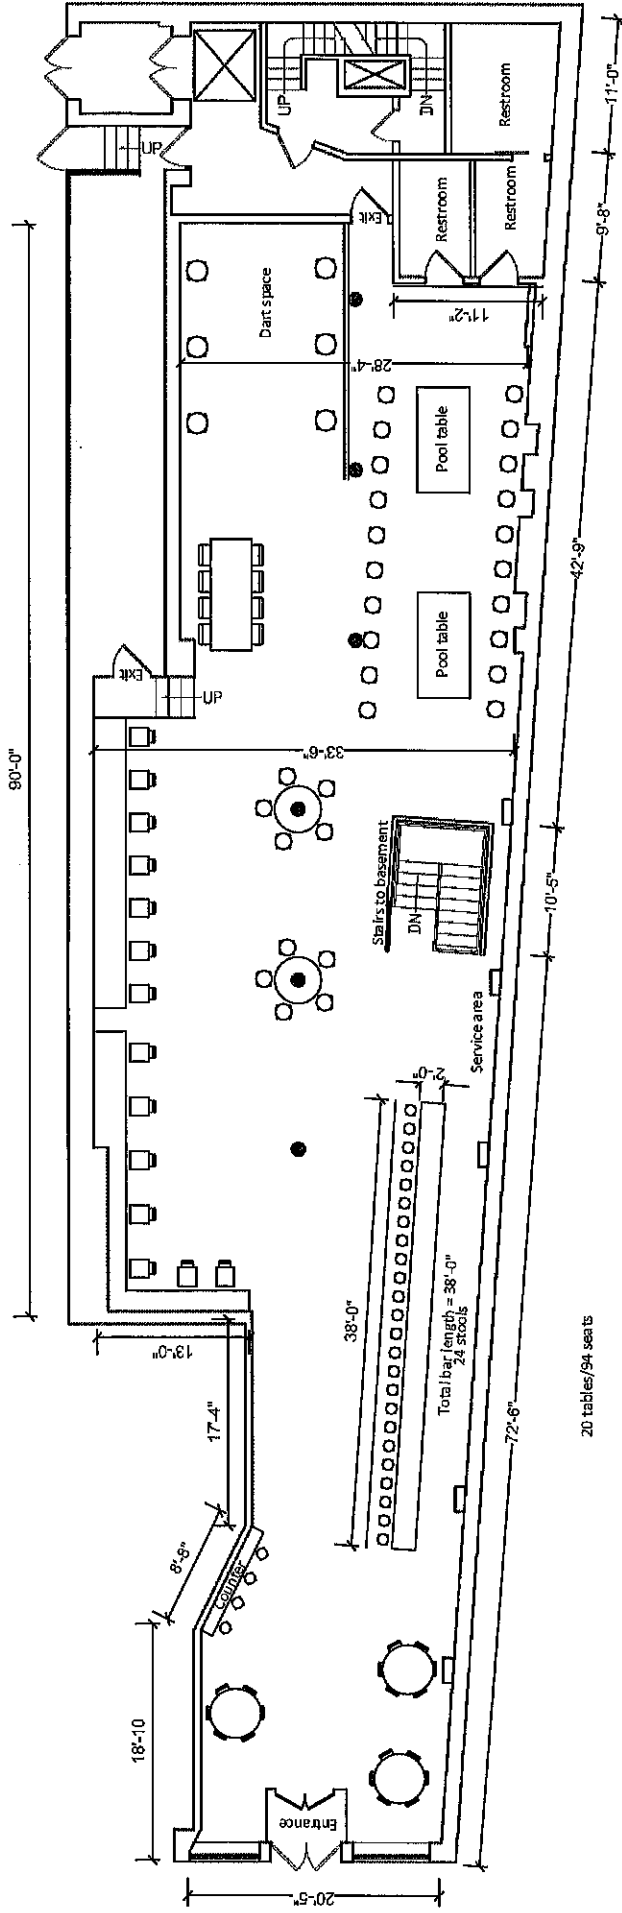 11'-0"
9'-8"
42'-9"
10'-5"
72'-6"
90'-0"
UP
UP
DN
Restroom
Restroom
Restroom
Exit
11'-2"
28'-4"
Dart space
Pool table
Pool table
Exit
UP
33'-6"
Stairs to basement
DN
Service area
2'-0"
38'-0"
Total bar length = 38'-0"
24 stools
13'-0"
17'-4"
8'-8"
Counter
18'-10
Entrance
20'-5"
20 tables/94 seats